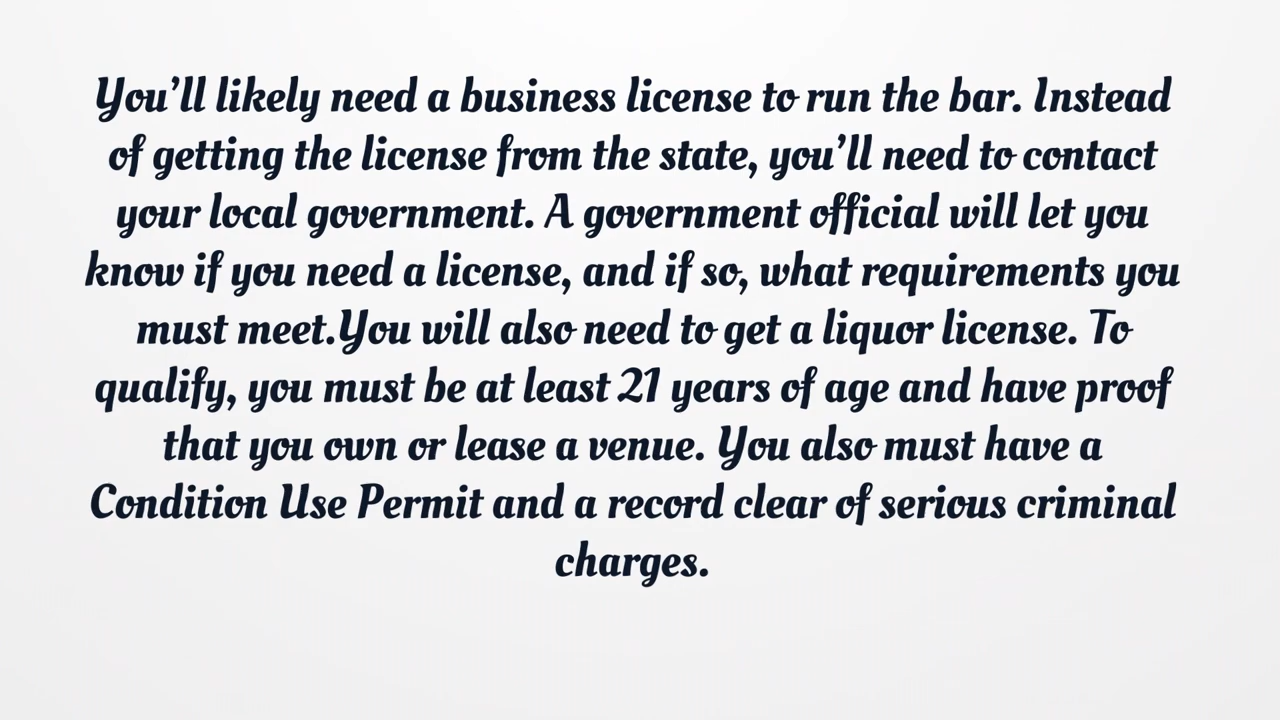 You’ll likely need a business license to run the bar. Instead
of getting the license from the state, you’ll need to contact
your local government. A government official will let you
know if you need a license, and if so, what requirements you
must meet.You will also need to get a liquor license. To
qualify, you must be at least 21 years of age and have proof
that you own or lease a venue. You also must have a
Condition Use Permit and a record clear of serious criminal
charges.